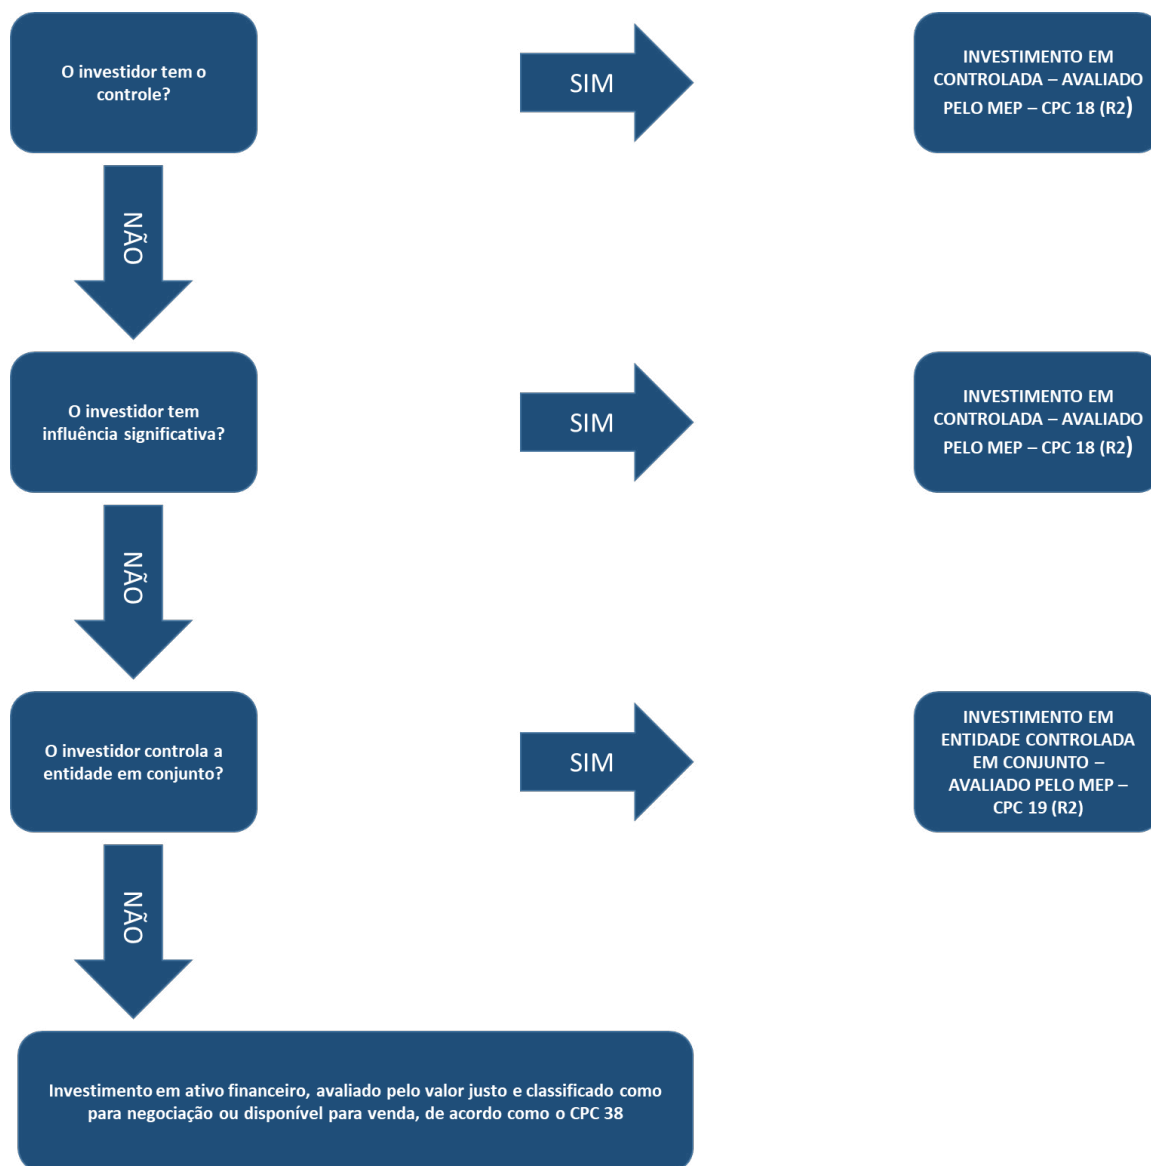 O investidor tem o
controle?
SIM
INVESTIMENTO EM
CONTROLADA – AVALIADO
PELO MEP – CPC 18 (R2)
NÃO
O investidor tem
influência significativa?
SIM
INVESTIMENTO EM
CONTROLADA – AVALIADO
PELO MEP – CPC 18 (R2)
NÃO
O investidor controla a
entidade em conjunto?
SIM
INVESTIMENTO EM
ENTIDADE CONTROLADA
EM CONJUNTO –
AVALIADO PELO MEP –
CPC 19 (R2)
NÃO
Investimento em ativo financeiro, avaliado pelo valor justo e classificado como
para negociação ou disponível para venda, de acordo como o CPC 38